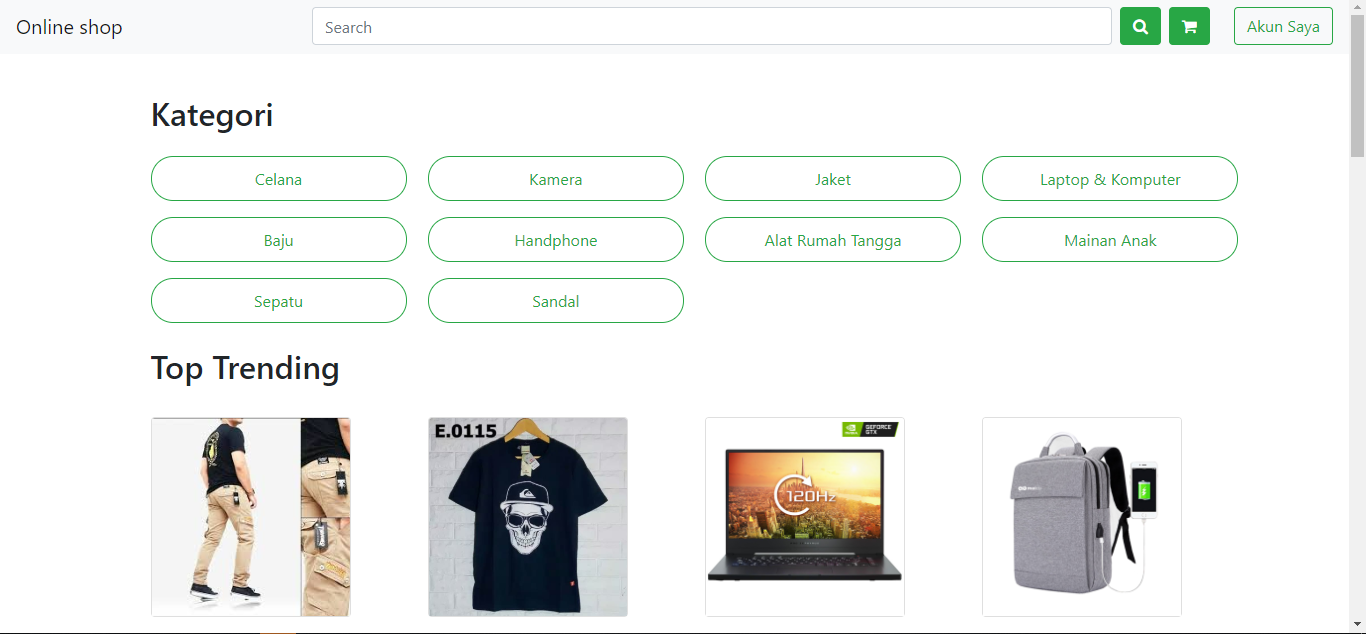 Online shop
Search
Akun Saya
Kategori
Celana
Kamera
Jaket
Laptop & Komputer
Baju
Handphone
Alat Rumah Tangga
Mainan Anak
Sepatu
Sandal
Top Trending
E.0115
GEFORCE
GTX
120Hz